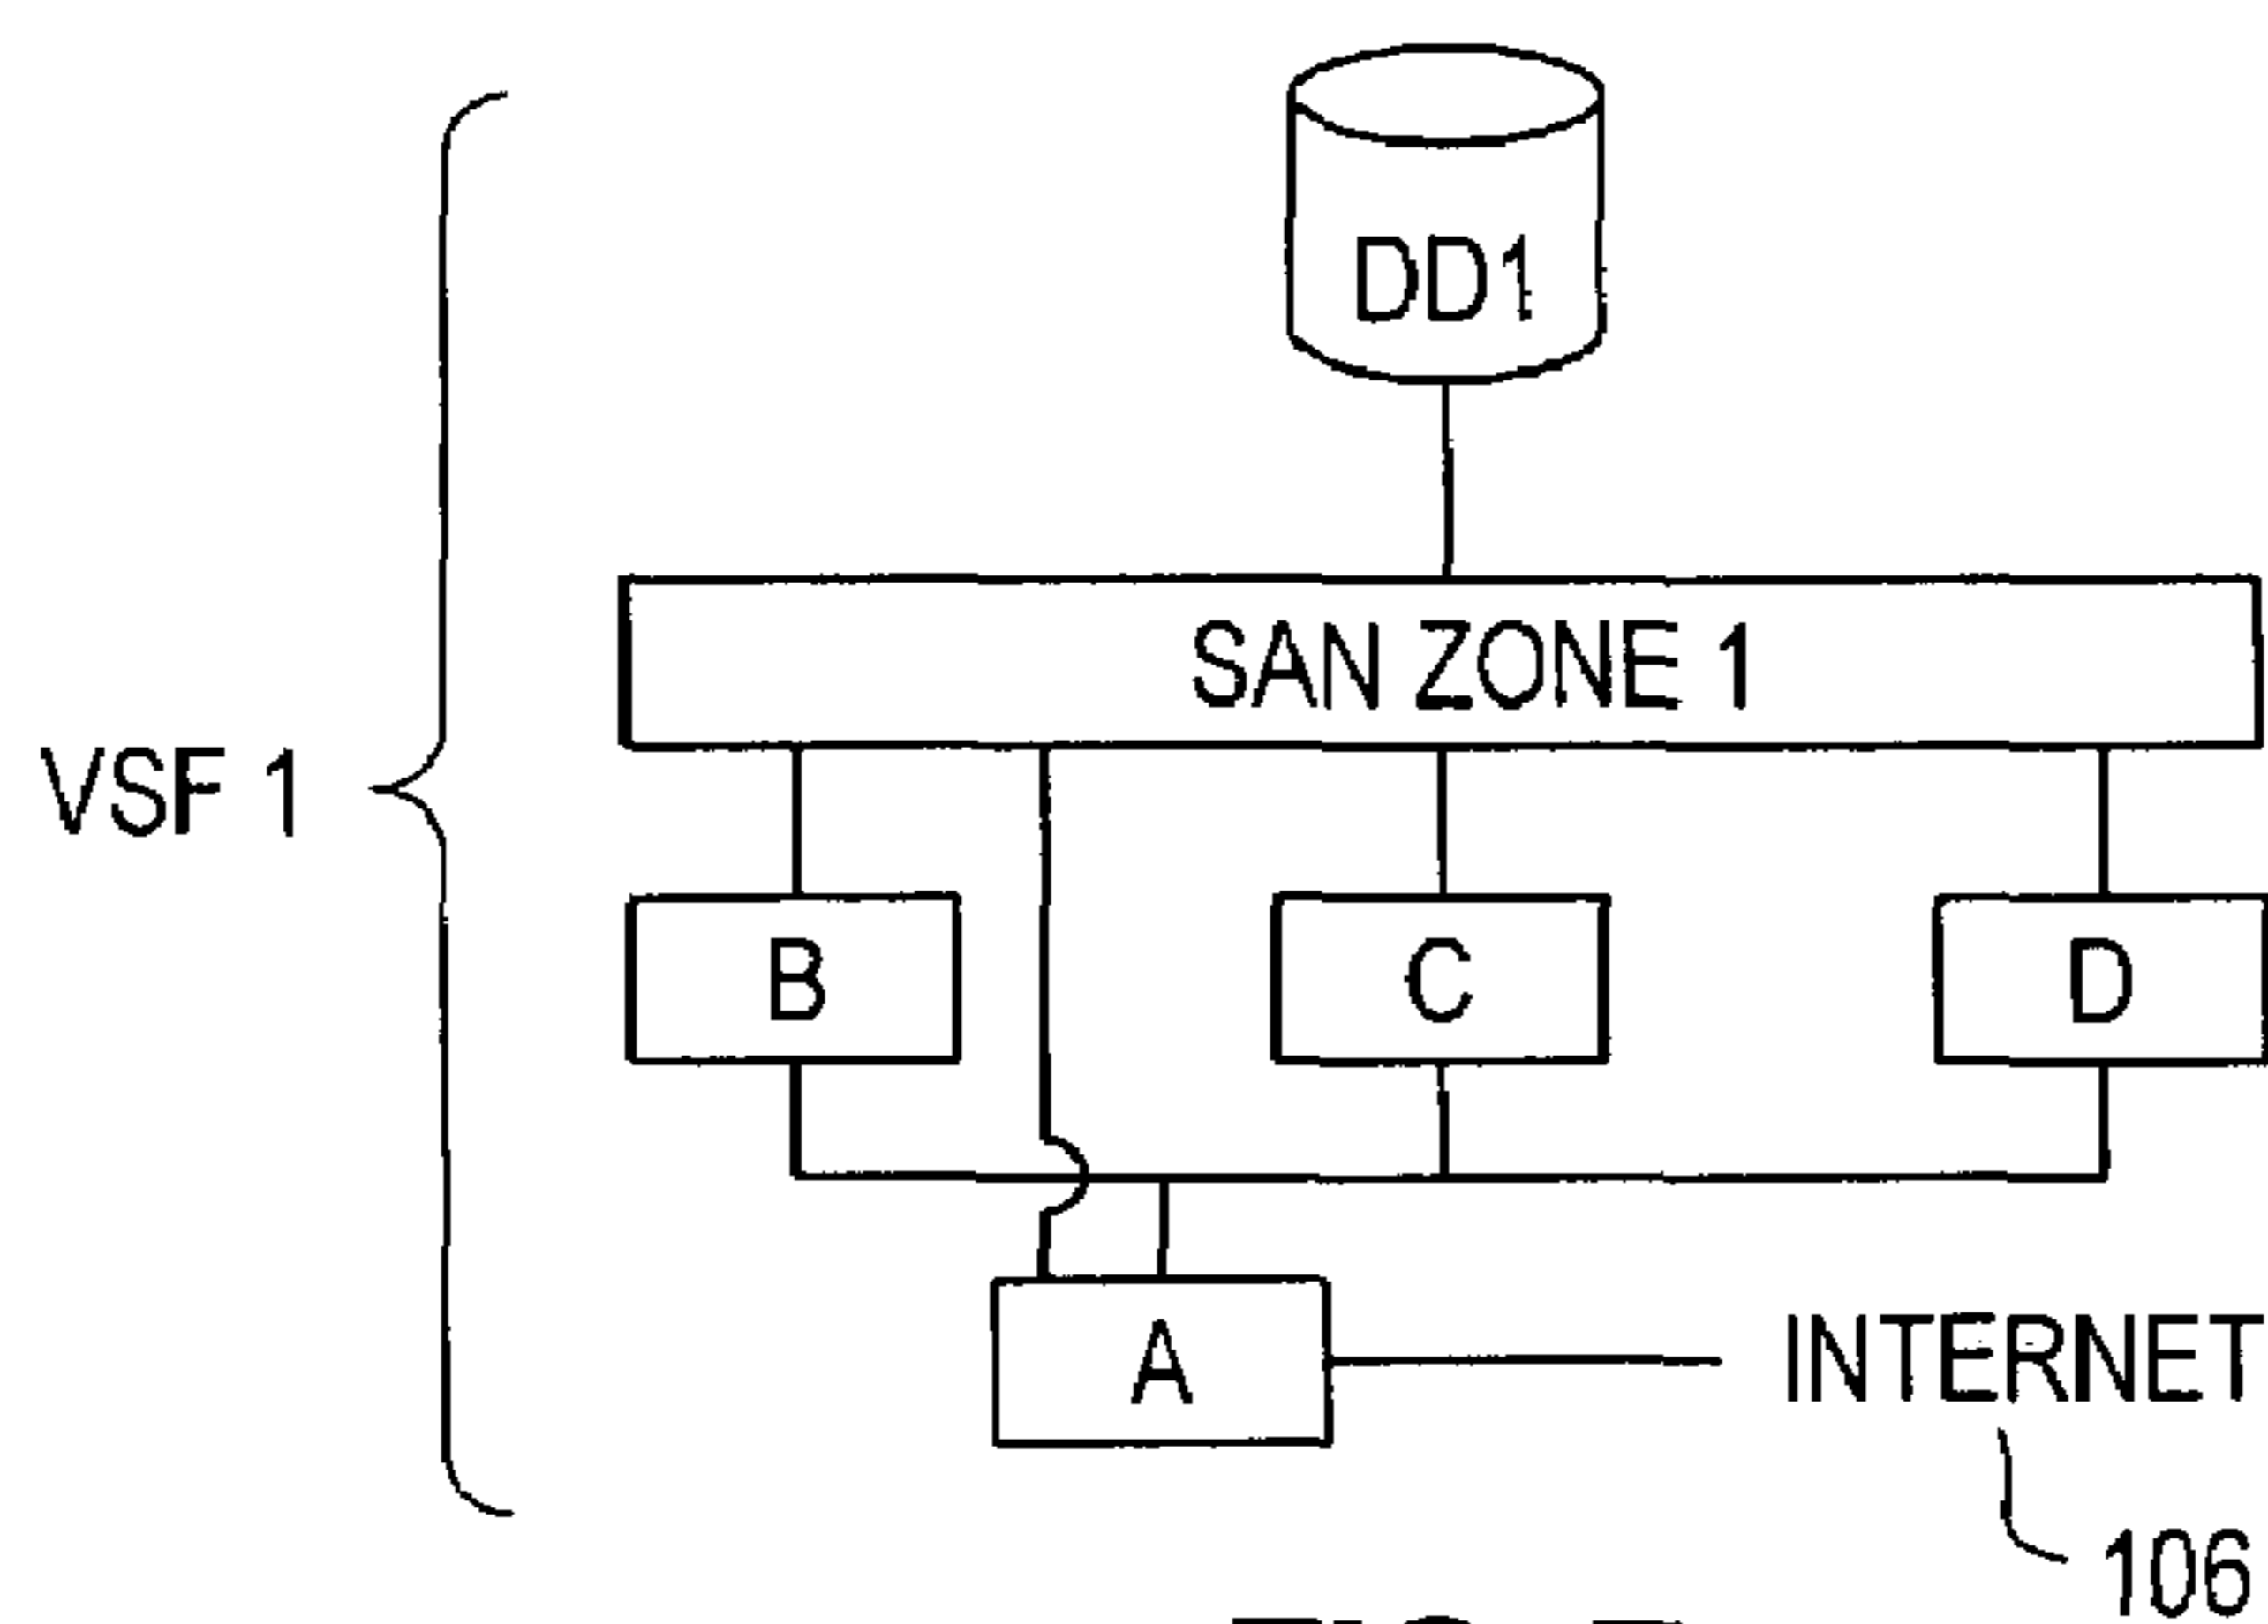 DD1
SAN ZONE 1
VSF 1
B
C
D
A
INTERNET
106